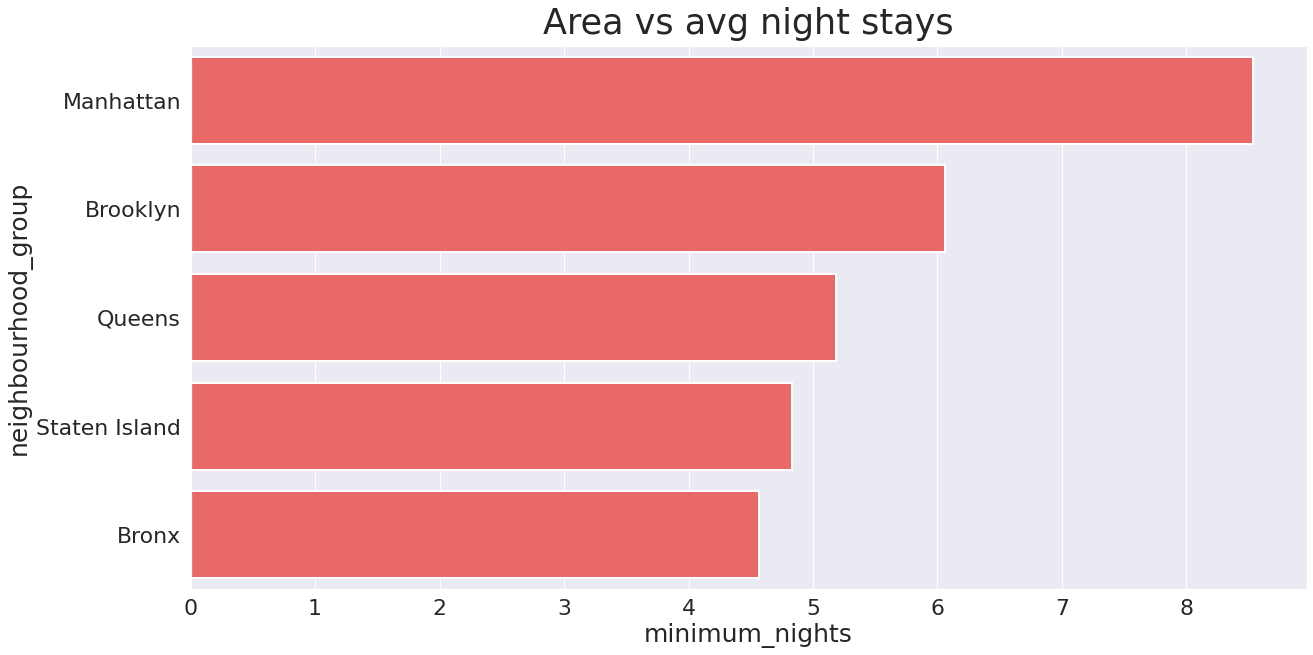 Area vs avg night stays
neighbourhood_group
Manhattan
Brooklyn
Queens
Staten Island
Bronx
0 1 2 3 4 5 6 7 8
minimum_nights